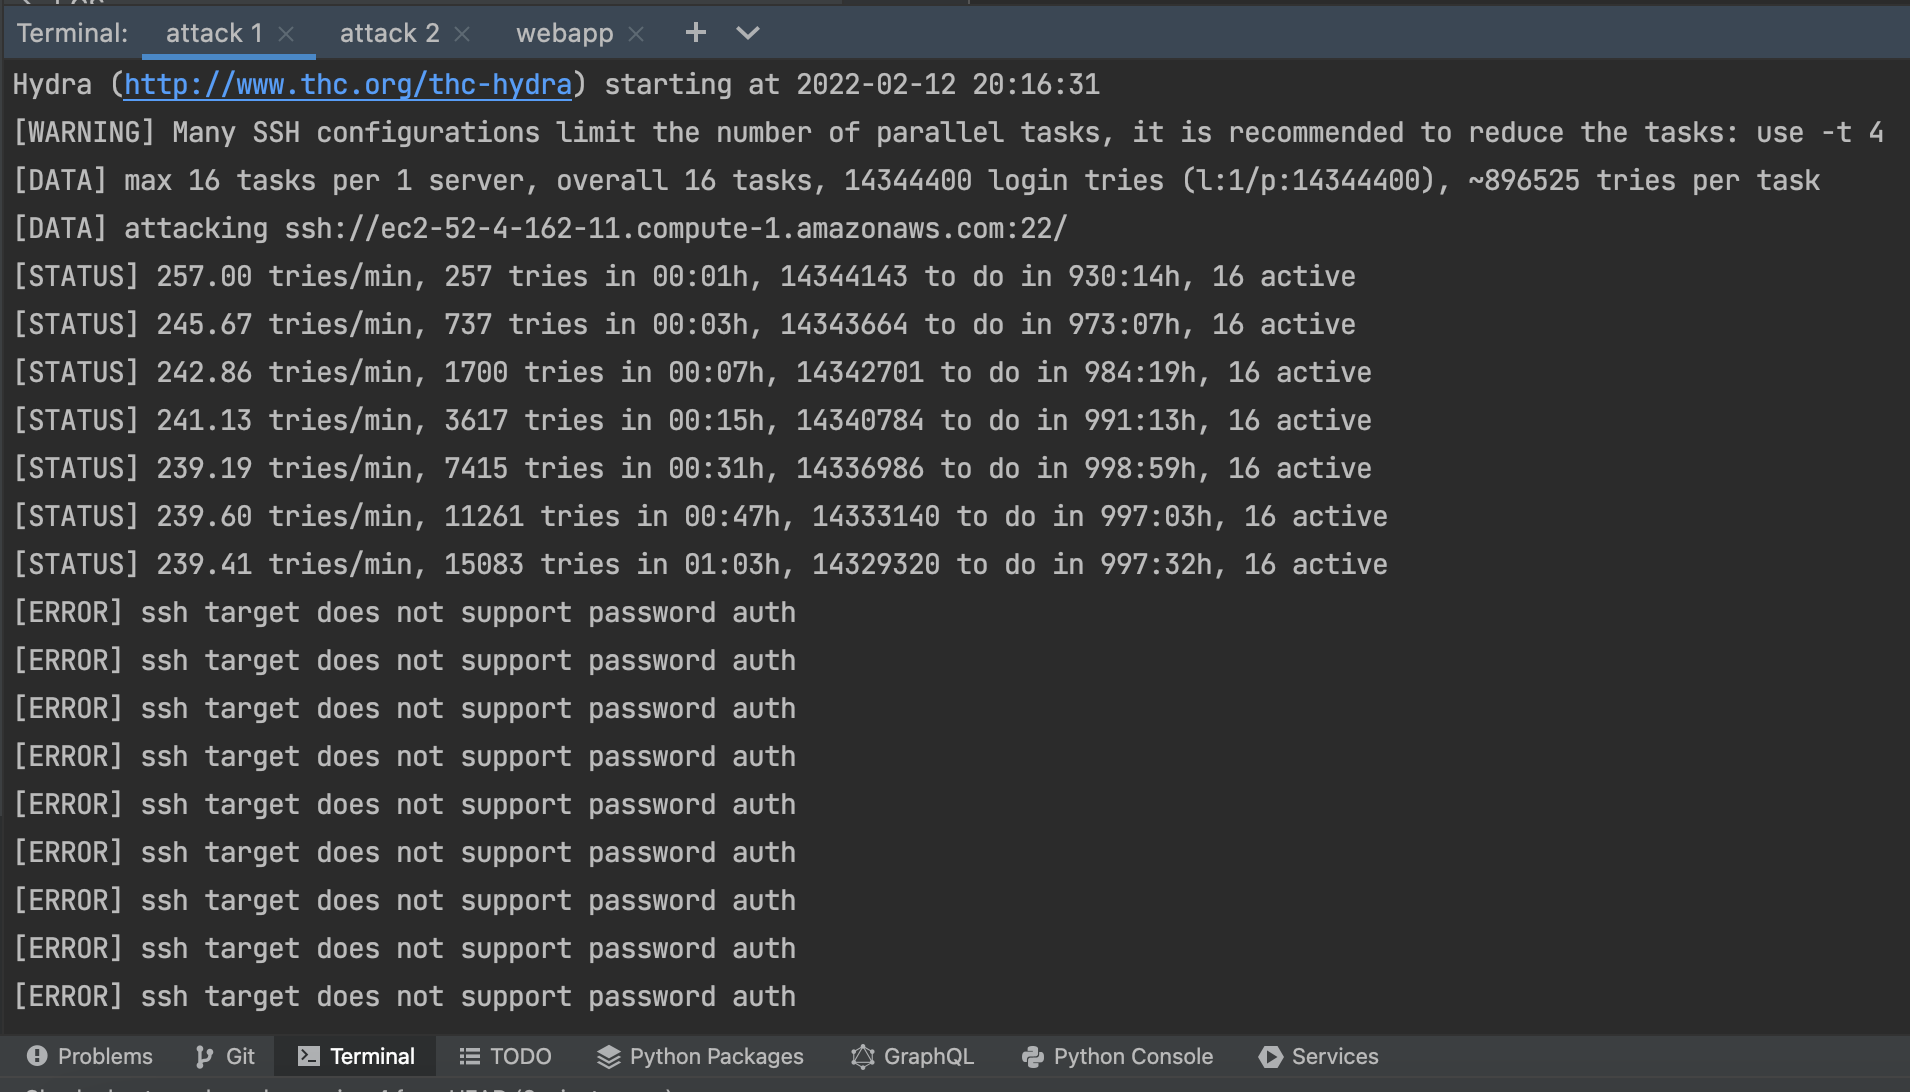 Terminal: attack 1 attack 2 webapp
Hydra (http://www.thc.org/thc-hydra) starting at 2022-02-12 20:16:31
[WARNING] Many SSH configurations limit the number of parallel tasks, it is recommended to reduce the tasks: use -t 4
[DATA] max 16 tasks per 1 server, overall 16 tasks, 14344400 login tries (l:1/p:14344400), ~896525 tries per task
[DATA] attacking ssh://ec2-52-4-162-11.compute-1.amazonaws.com:22/
[STATUS] 257.00 tries/min, 257 tries in 00:01h, 14344143 to do in 930:14h, 16 active
[STATUS] 245.67 tries/min, 737 tries in 00:03h, 14343664 to do in 973:07h, 16 active
[STATUS] 242.86 tries/min, 1700 tries in 00:07h, 14342701 to do in 984:19h, 16 active
[STATUS] 241.13 tries/min, 3617 tries in 00:15h, 14340784 to do in 991:13h, 16 active
[STATUS] 239.19 tries/min, 7415 tries in 00:31h, 14336986 to do in 998:59h, 16 active
[STATUS] 239.60 tries/min, 11261 tries in 00:47h, 14333140 to do in 997:03h, 16 active
[STATUS] 239.41 tries/min, 15083 tries in 01:03h, 14329320 to do in 997:32h, 16 active
[ERROR] ssh target does not support password auth
[ERROR] ssh target does not support password auth
[ERROR] ssh target does not support password auth
[ERROR] ssh target does not support password auth
[ERROR] ssh target does not support password auth
[ERROR] ssh target does not support password auth
[ERROR] ssh target does not support password auth
[ERROR] ssh target does not support password auth
[ERROR] ssh target does not support password auth
Problems Git Terminal TODO Python Packages GraphQL Python Console Services